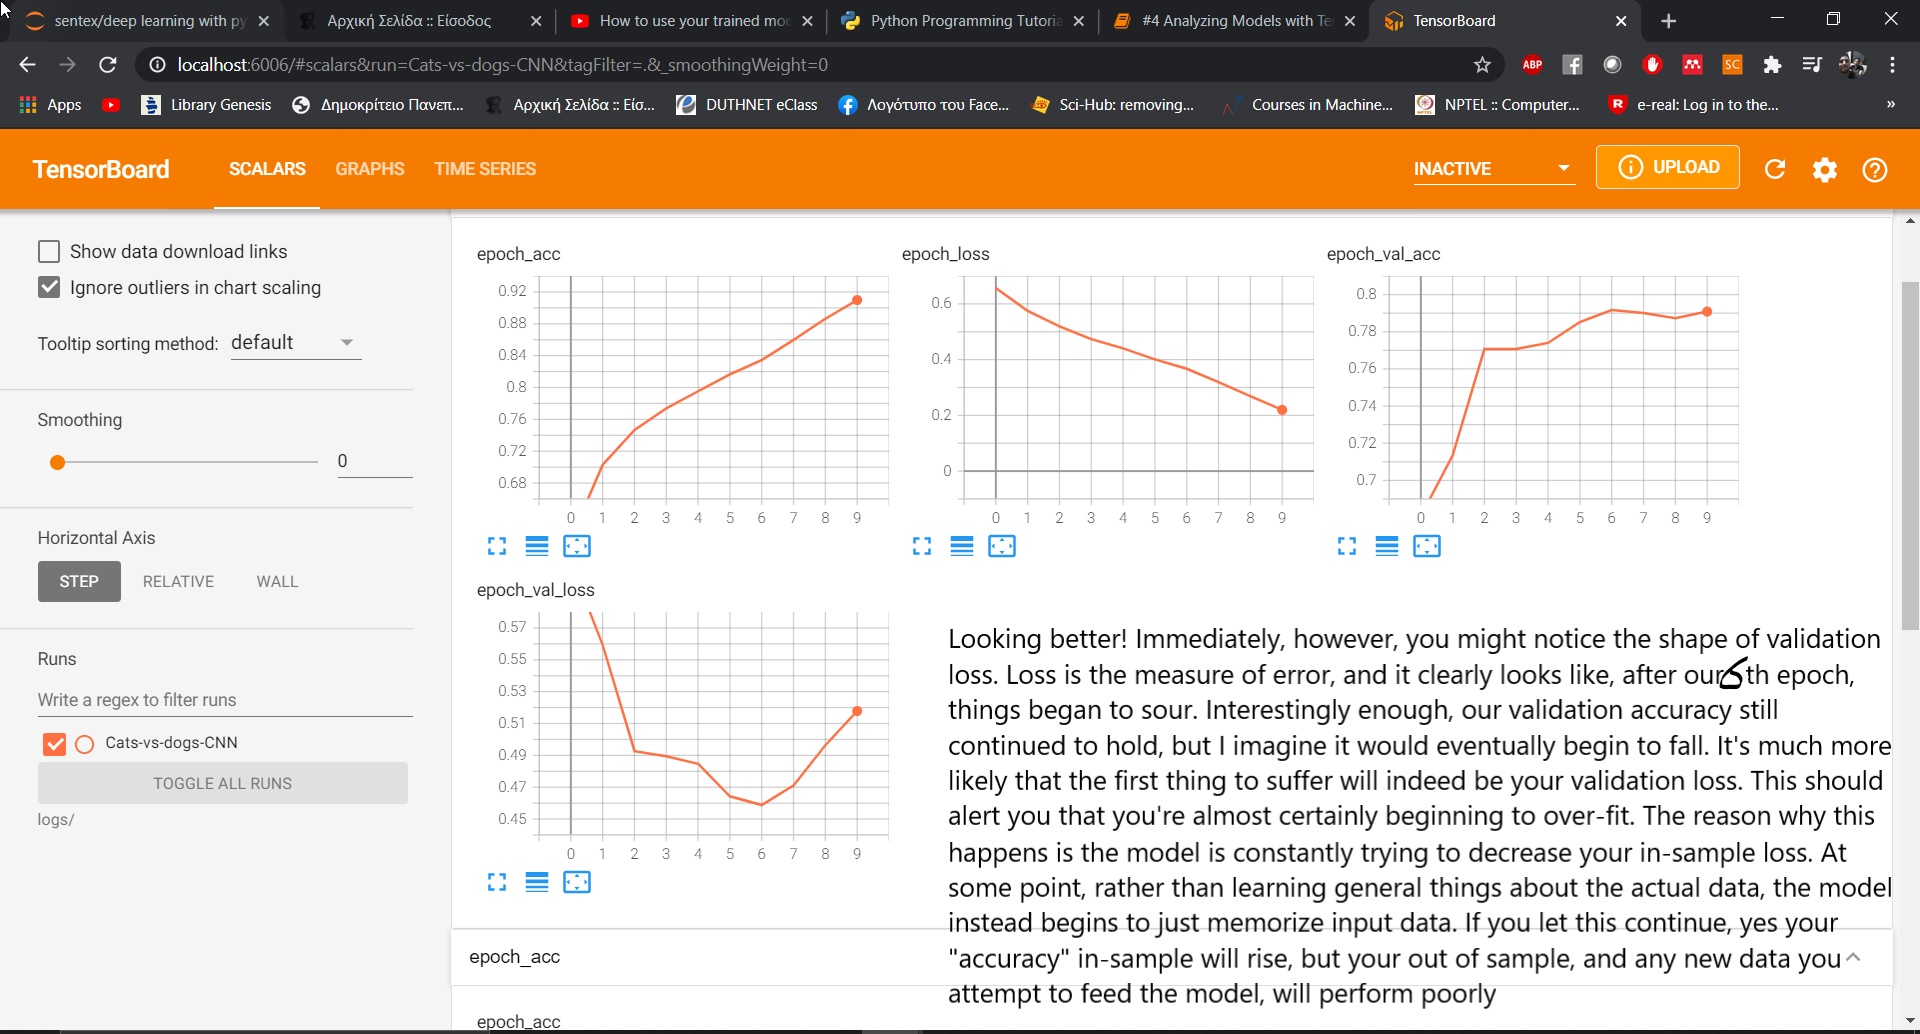 sentex/deep learning with py
Αρχική Σελίδα :: Είσοδος
How to use your trained mo
Python Programming Tutoria
#4 Analyzing Models with Te
TensorBoard
localhost:6006/#scalars&run=Cats-vs-dogs-CNN&tagFilter=.&_smoothingWeight=0
ABP
SC
Apps
Library Genesis
Δημοκρίτειο Πανεπ...
Αρχική Σελίδα :: Είσ...
DUTHNET eClass
Λογότυπο του Face...
Sci-Hub: removing...
Courses in Machine...
NPTEL :: Computer...
e-real: Log in to the...
»
TensorBoard
SCALARS
GRAPHS
TIME SERIES
INACTIVE
UPLOAD
Show data download links
Ignore outliers in chart scaling
Tooltip sorting method: default
Smoothing
0
Horizontal Axis
STEP
RELATIVE
WALL
Runs
Write a regex to filter runs
Cats-vs-dogs-CNN
TOGGLE ALL RUNS
logs/
epoch_acc
0.92
0.88
0.84
0.8
0.76
0.72
0.68
0 1 2 3 4 5 6 7 8 9
epoch_loss
0.6
0.4
0.2
0
0 1 2 3 4 5 6 7 8 9
epoch_val_acc
0.8
0.78
0.76
0.74
0.72
0.7
0 1 2 3 4 5 6 7 8 9
epoch_val_loss
0.57
0.55
0.53
0.51
0.49
0.47
0.45
0 1 2 3 4 5 6 7 8 9
Looking better! Immediately, however, you might notice the shape of validation
loss. Loss is the measure of error, and it clearly looks like, after our th epoch,
things began to sour. Interestingly enough, our validation accuracy still
continued to hold, but I imagine it would eventually begin to fall. It's much more
likely that the first thing to suffer will indeed be your validation loss. This should
alert you that you're almost certainly beginning to over-fit. The reason why this
happens is the model is constantly trying to decrease your in-sample loss. At
some point, rather than learning general things about the actual data, the model
instead begins to just memorize input data. If you let this continue, yes your
"accuracy" in-sample will rise, but your out of sample, and any new data you
attempt to feed the model, will perform poorly
epoch_acc
epoch_acc